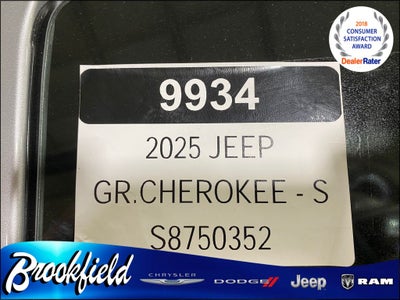 2018
CONSUMER
SATISFACTION
AWARD
DealerRater
9934
2025 JEEP
GR.CHEROKEE - S
S8750352
Brookfield
CHRYSLER
DODGE
Jeep
RAM